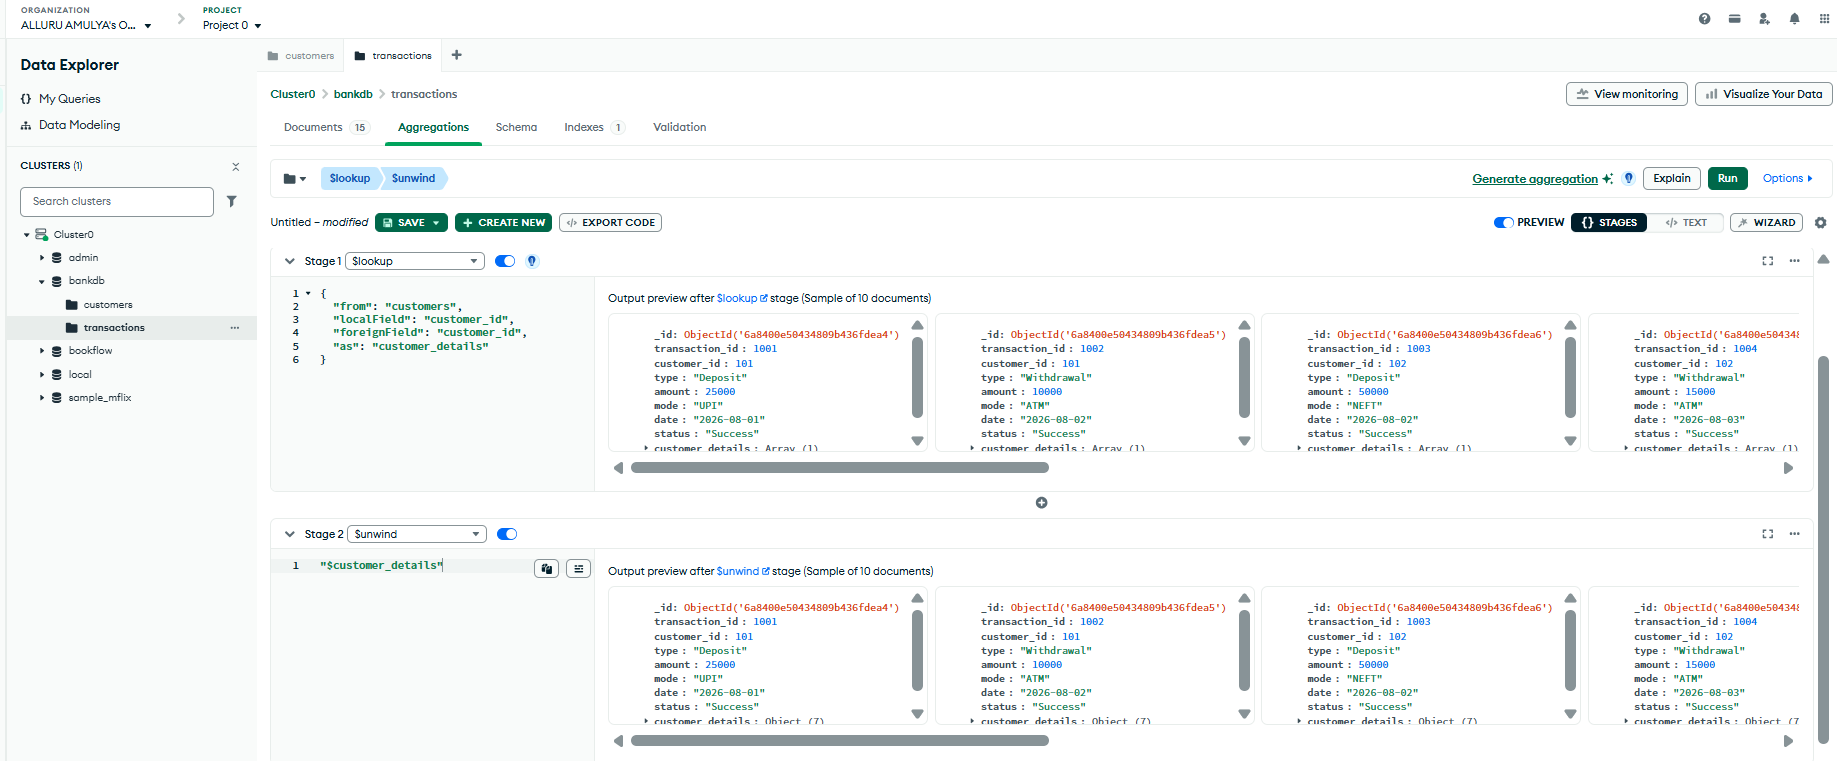 ORGANIZATION
ALLURU AMULYA's O...
PROJECT
Project 0
Data Explorer
My Queries
Data Modeling
CLUSTERS (1)
Search clusters
Cluster0
admin
bankdb
customers
transactions
bookflow
local
sample_mflix
customers
transactions
Cluster0 > bankdb > transactions
View monitoring
Visualize Your Data
Documents 15
Aggregations
Schema
Indexes 1
Validation
$lookup
$unwind
Generate aggregation
Explain
Run
Options
Untitled – modified
SAVE
CREATE NEW
EXPORT CODE
PREVIEW
STAGES
TEXT
WIZARD
Stage 1 $lookup
1 {
2 "from": "customers",
3 "localField": "customer_id",
4 "foreignField": "customer_id",
5 "as": "customer_details"
6 }
Output preview after $lookup stage (Sample of 10 documents)
_id: ObjectId('6a8400e50434809b436fdea4')
transaction_id : 1001
customer_id : 101
type : "Deposit"
amount : 25000
mode : "UPI"
date : "2026-08-01"
status : "Success"
customer_details : Array (1)
_id: ObjectId('6a8400e50434809b436fdea5')
transaction_id : 1002
customer_id : 101
type : "Withdrawal"
amount : 10000
mode : "ATM"
date : "2026-08-02"
status : "Success"
customer_details : Array (1)
_id: ObjectId('6a8400e50434809b436fdea6')
transaction_id : 1003
customer_id : 102
type : "Deposit"
amount : 50000
mode : "NEFT"
date : "2026-08-02"
status : "Success"
customer_details : Array (1)
_id: ObjectId('6a8400e504348
transaction_id : 1004
customer_id : 102
type : "Withdrawal"
amount : 15000
mode : "ATM"
date : "2026-08-03"
status : "Success"
customer_details : Array (1)
Stage 2 $unwind
1 "$customer_details"
Output preview after $unwind stage (Sample of 10 documents)
_id: ObjectId('6a8400e50434809b436fdea4')
transaction_id : 1001
customer_id : 101
type : "Deposit"
amount : 25000
mode : "UPI"
date : "2026-08-01"
status : "Success"
customer_details : Object (7)
_id: ObjectId('6a8400e50434809b436fdea5')
transaction_id : 1002
customer_id : 101
type : "Withdrawal"
amount : 10000
mode : "ATM"
date : "2026-08-02"
status : "Success"
customer_details : Object (7)
_id: ObjectId('6a8400e50434809b436fdea6')
transaction_id : 1003
customer_id : 102
type : "Deposit"
amount : 50000
mode : "NEFT"
date : "2026-08-02"
status : "Success"
customer_details : Object (7)
_id: ObjectId('6a8400e504348
transaction_id : 1004
customer_id : 102
type : "Withdrawal"
amount : 15000
mode : "ATM"
date : "2026-08-03"
status : "Success"
customer_details : Object (7)